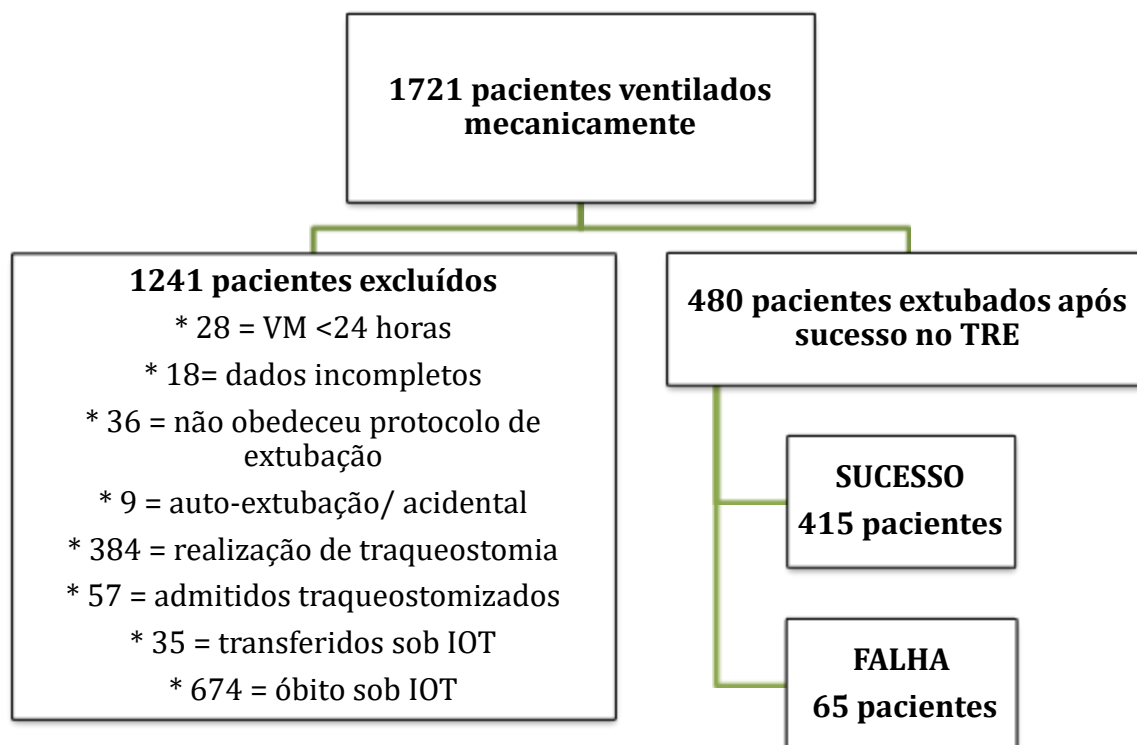 1721 pacientes ventilados
mecanicamente
1241 pacientes excluídos
* 28 = VM <24 horas
* 18= dados incompletos
* 36 = não obedeceu protocolo de
extubação
* 9 = auto-extubação/ acidental
* 384 = realização de traqueostomia
* 57 = admitidos traqueostomizados
* 35 = transferidos sob IOT
* 674 = óbito sob IOT
480 pacientes extubados após
sucesso no TRE
SUCESSO
415 pacientes
FALHA
65 pacientes